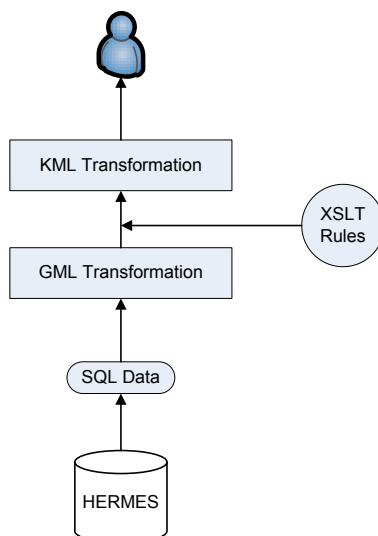 KML Transformation
XSLT
Rules
GML Transformation
SQL Data
HERMES